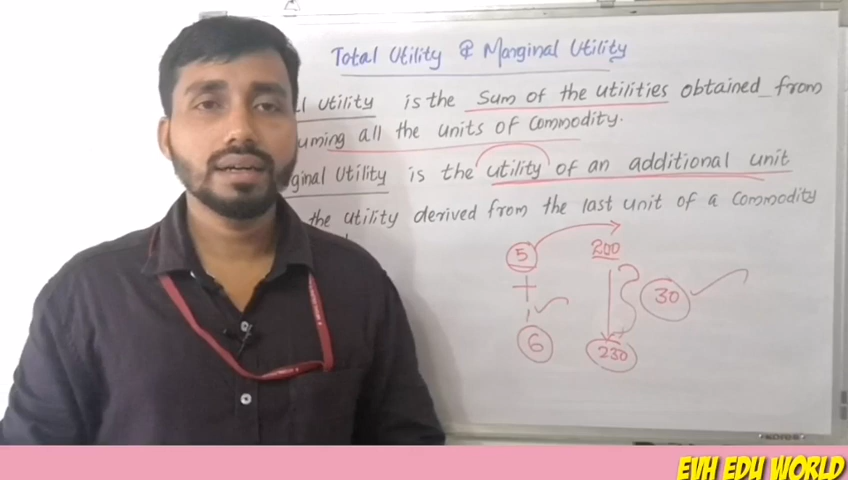 Total Utility & Marginal Utility
l utility is the sum of the utilities obtained from
uming all the units of commodity.
ginal Utility is the utility of an additional unit
the utility derived from the last unit of a commodity
5 200
+
1 30
6 230
KORES
EVH EDU WORLD